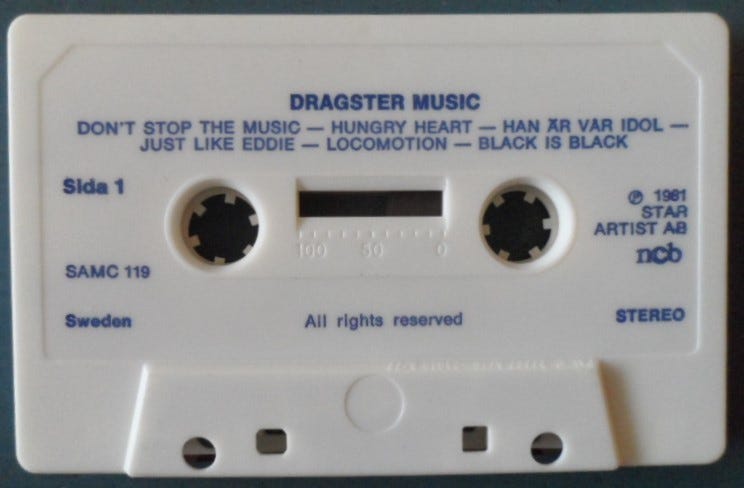 DRAGSTER MUSIC
DON'T STOP THE MUSIC — HUNGRY HEART — HAN ÄR VAR IDOL —
JUST LIKE EDDIE — LOCOMOTION — BLACK IS BLACK
Sida 1
℗ 1981
STAR
ARTIST AB
ncb
100 50 0
SAMC 119
Sweden
All rights reserved
STEREO